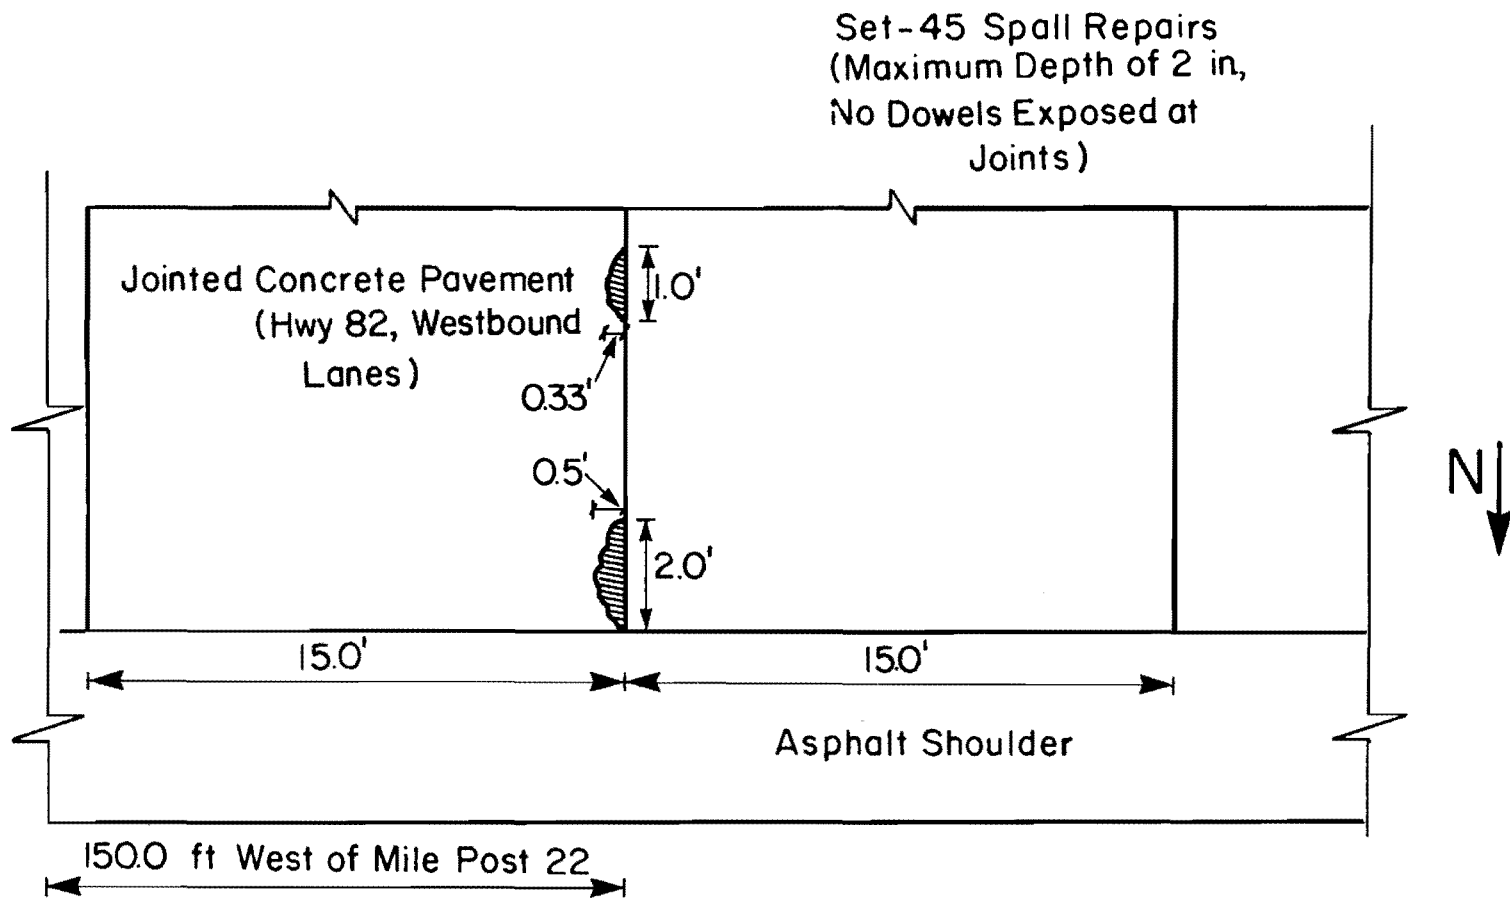 Set-45 Spall Repairs
(Maximum Depth of 2 in,
No Dowels Exposed at
Joints)
Jointed Concrete Pavement
(Hwy 82, Westbound
Lanes)
1.0'
0.33'
0.5'
2.0'
N
15.0'
15.0'
Asphalt Shoulder
150.0 ft West of Mile Post 22